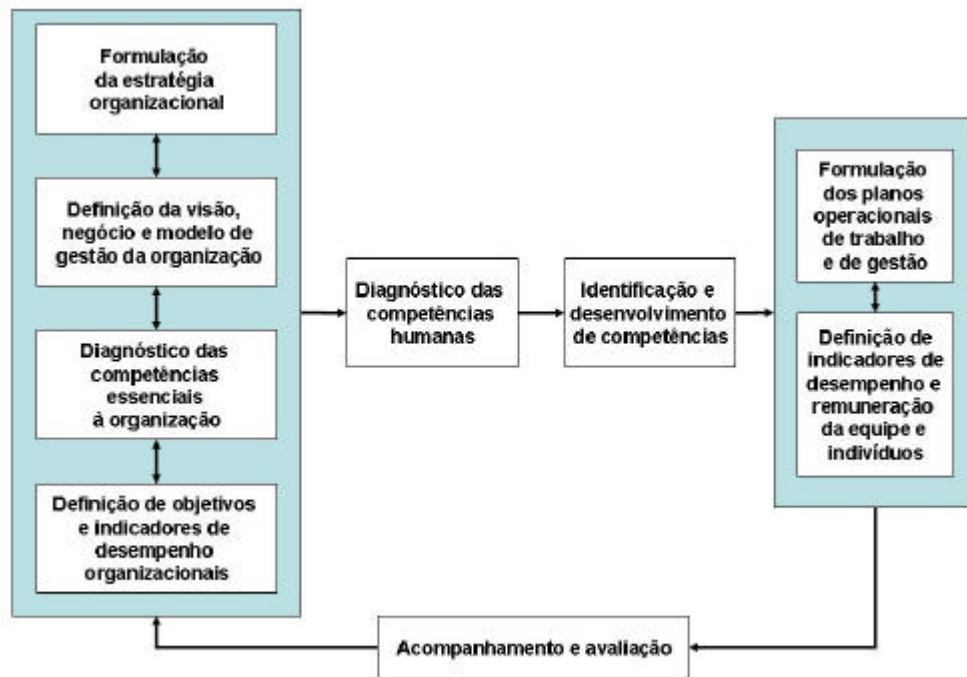 Formulação
da estratégia
organizacional
Definição da visão,
negócio e modelo de
gestão da organização
Diagnóstico das
competências
essenciais
à organização
Definição de objetivos
e indicadores de
desempenho
organizacionais
Diagnóstico das
competências
humanas
Identificação e
desenvolvimento
de competências
Formulação
dos planos
operacionais
de trabalho
e de gestão
Definição de
indicadores de
desempenho e
remuneração
da equipe e
indivíduos
Acompanhamento e avaliação